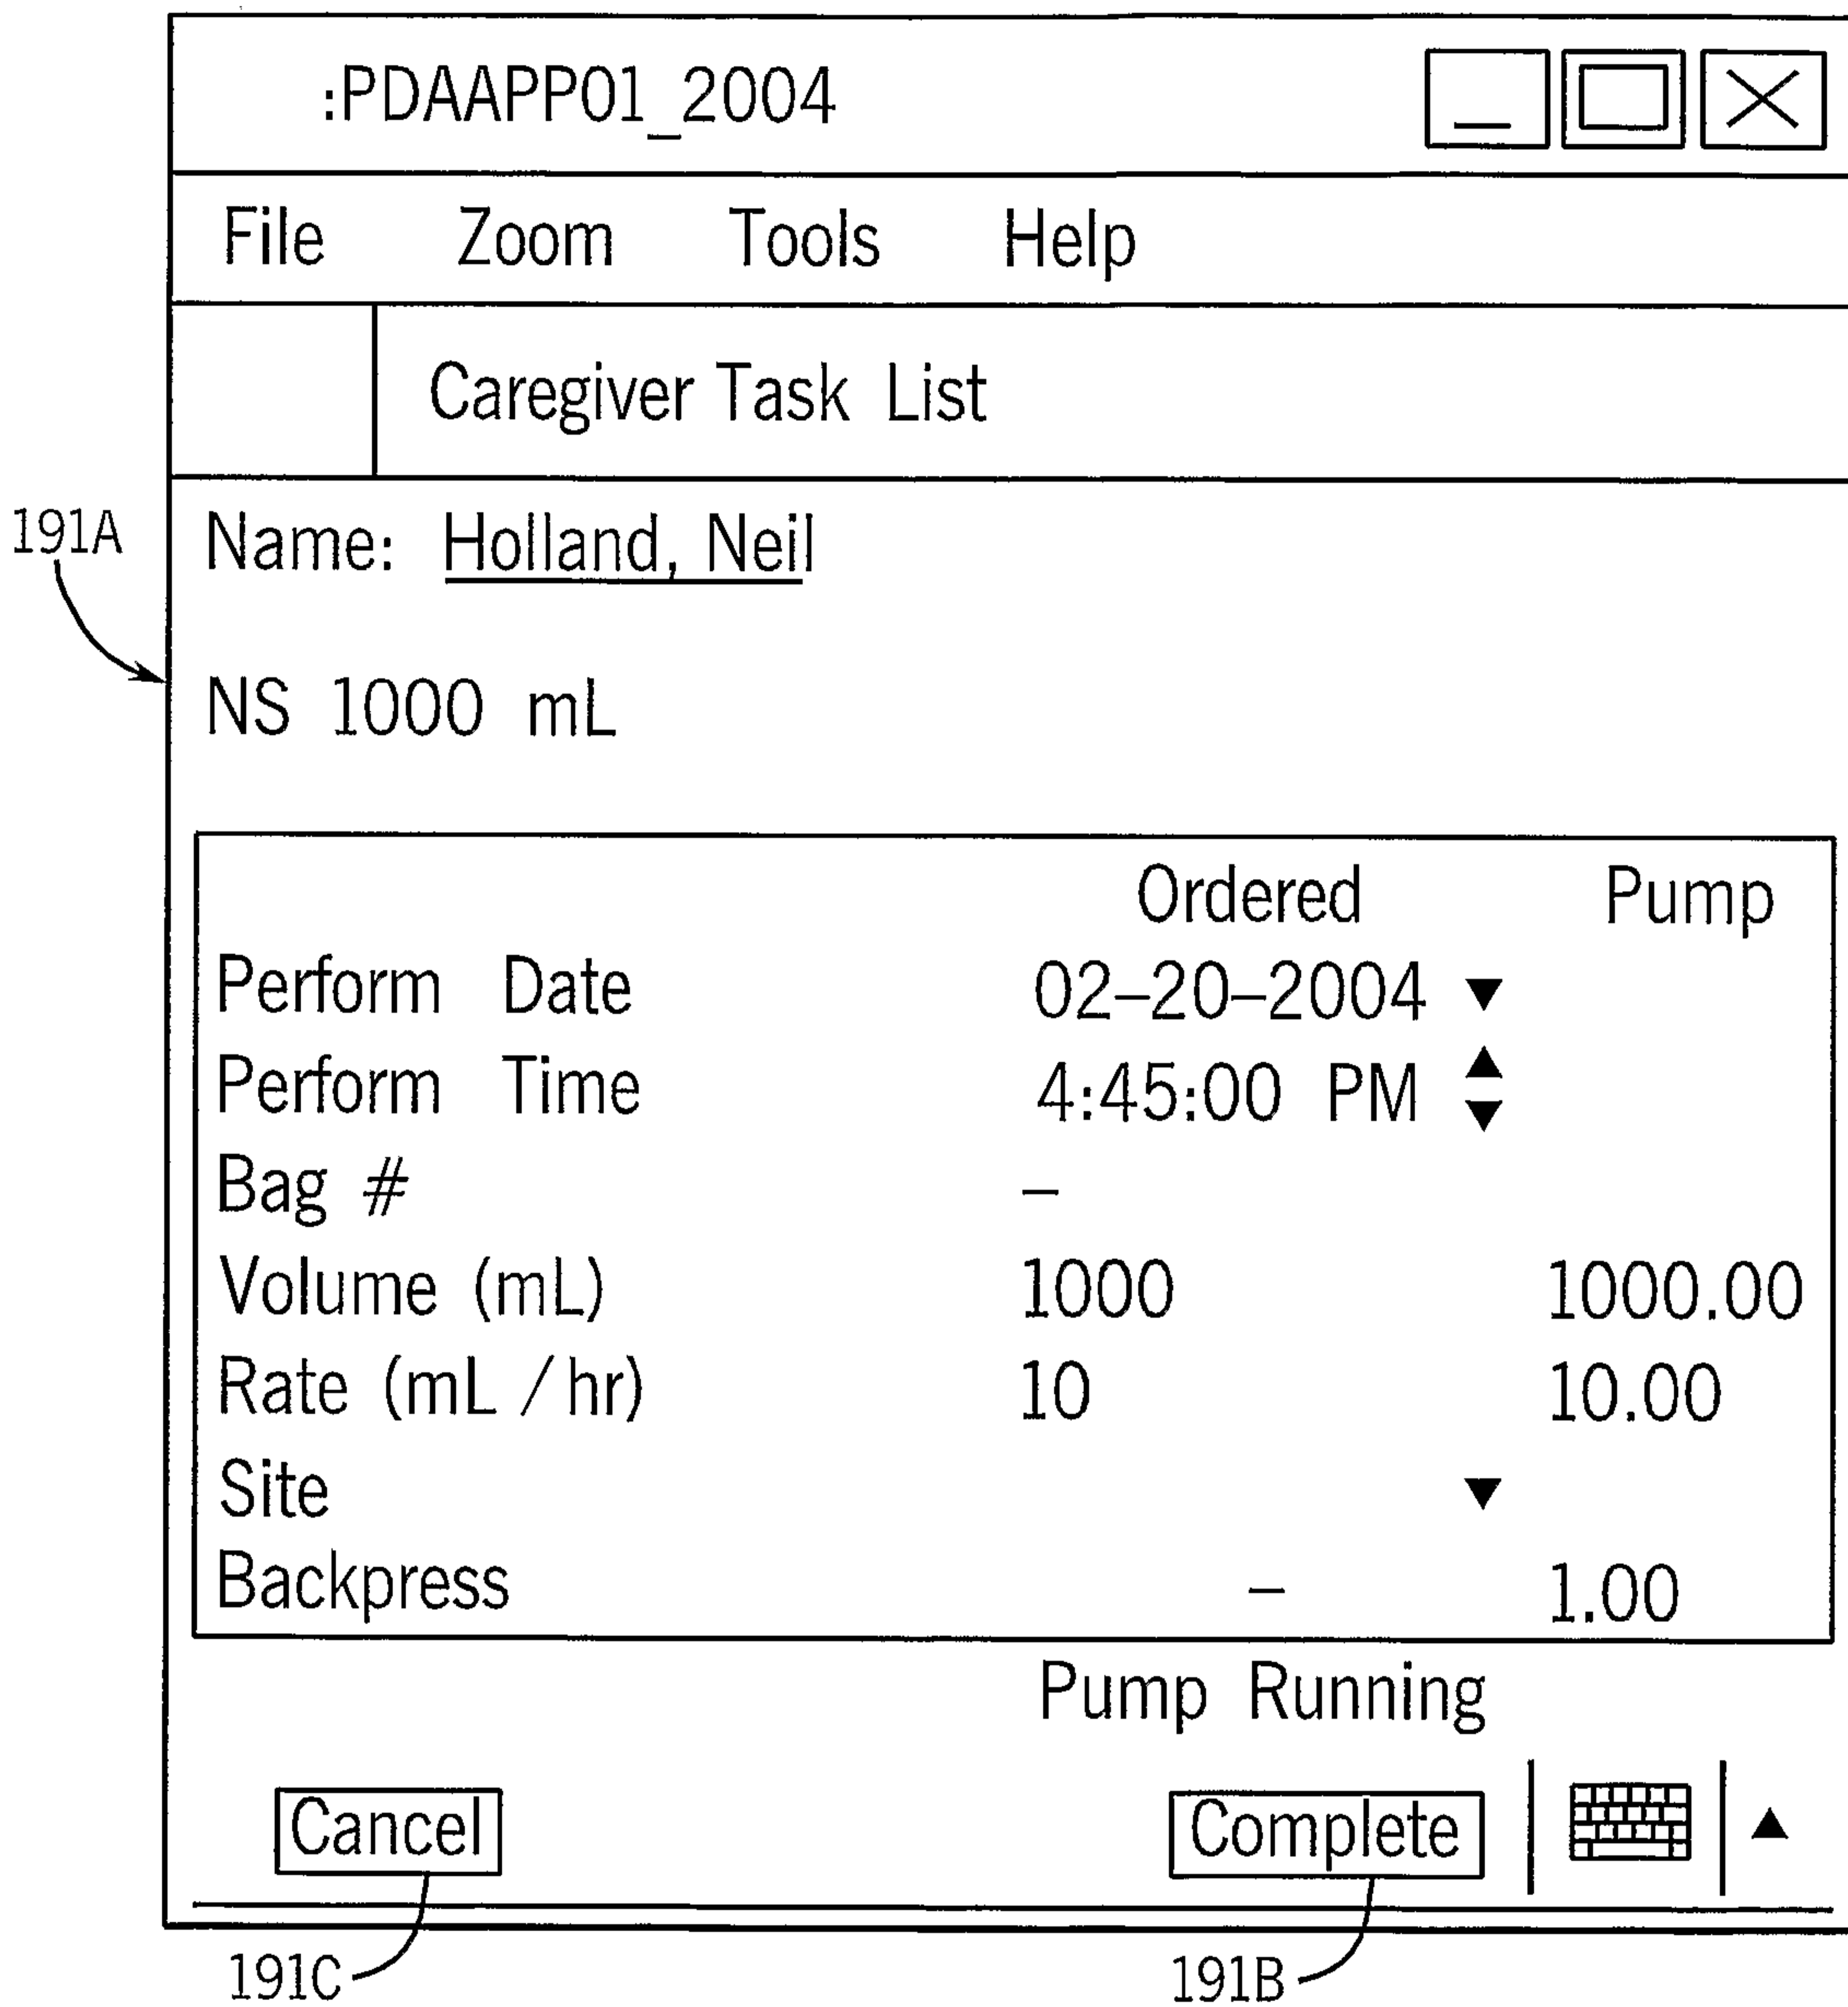 :PDAAPP01_2004
File Zoom Tools Help
Caregiver Task List
191A
Name: Holland, Neil
NS 1000 mL
Ordered Pump
Perform Date 02–20–2004 ▼
Perform Time 4:45:00 PM ▲▼
Bag # –
Volume (mL) 1000 1000.00
Rate (mL / hr) 10 10.00
Site ▼
Backpress – 1.00
Pump Running
Cancel Complete ▲
191C 191B